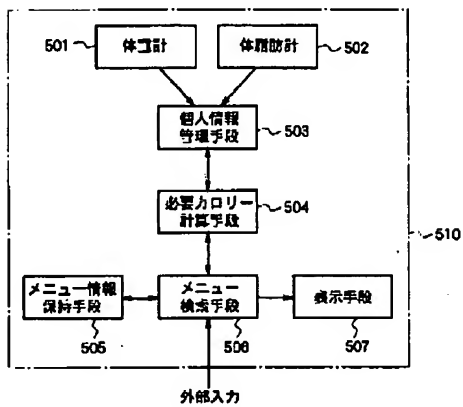 501
体重計
体脂肪計
502
個人情報
管理手段
503
必要カロリー
計算手段
504
510
メニュー情報
保持手段
メニュー
検索手段
表示手段
505
506
507
外部入力